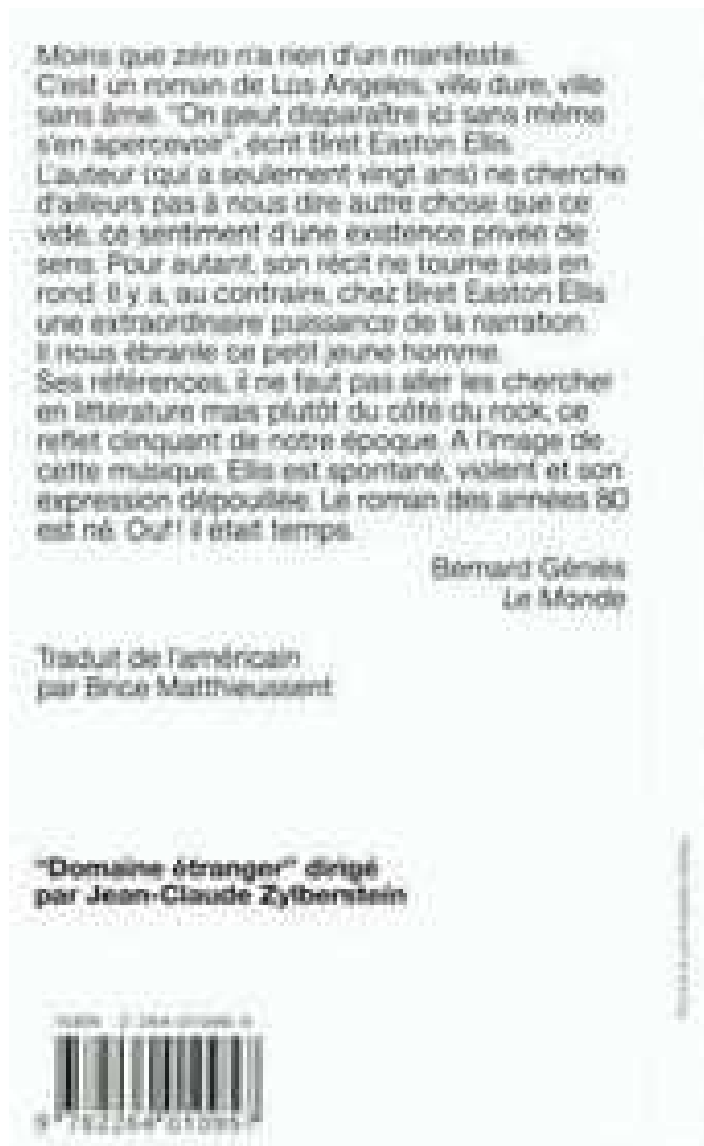 Moins que zéro n'a rien d'un manifeste.
C'est un roman de Los Angeles, ville dure, ville
sans âme. "On peut disparaître ici sans même
s'en apercevoir", écrit Bret Easton Ellis.
L'auteur (qui a seulement vingt ans) ne cherche
d'ailleurs pas à nous dire autre chose que ce
vide, ce sentiment d'une existence privée de
sens. Pour autant, son récit ne tourne pas en
rond. Il y a, au contraire, chez Bret Easton Ellis
une extraordinaire puissance de la narration.
Il nous ébranle ce petit jeune homme.
Ses références, il ne faut pas aller les chercher
en littérature mais plutôt du côté du rock, ce
reflet clinquant de notre époque. A l'image de
cette musique, Ellis est spontané, violent et son
expression dépouillée. Le roman des années 80
est né. Ouf ! il était temps.
Bernard Géniès
Le Monde
Traduit de l'américain
par Brice Matthieussent
"Domaine étranger" dirigé
par Jean-Claude Zylberstein
ISBN